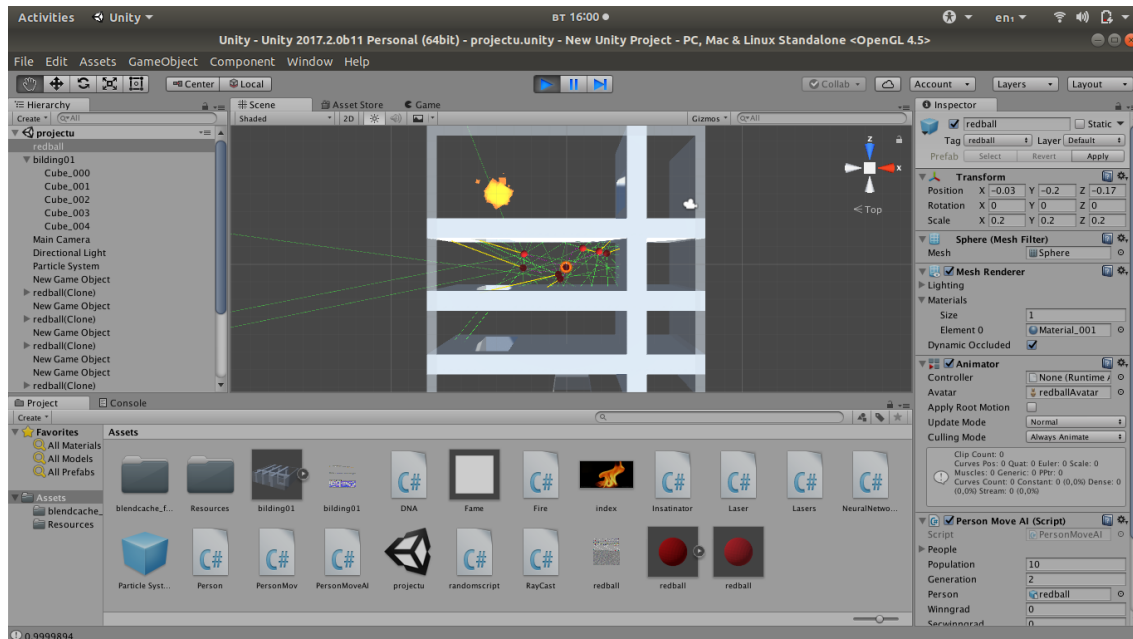 Activities Unity ▾ вт 16:00 ● en₁ ▾
Unity - Unity 2017.2.0b11 Personal (64bit) - projectu.unity - New Unity Project - PC, Mac & Linux Standalone <OpenGL 4.5>
File Edit Assets GameObject Component Window Help
Center Local Collab Account Layers Layout
Hierarchy
Create All
projectu
redball
bilding01
Cube_000
Cube_001
Cube_002
Cube_003
Cube_004
Main Camera
Directional Light
Particle System
New Game Object
redball(Clone)
New Game Object
redball(Clone)
New Game Object
redball(Clone)
New Game Object
New Game Object
redball(Clone)
Scene Asset Store Game
Shaded 2D Gizmos All
z
x
Top
Inspector
redball Static
Tag redball Layer Default
Prefab Select Revert Apply
Transform
Position X -0.03 Y -0.2 Z -0.17
Rotation X 0 Y 0 Z 0
Scale X 0.2 Y 0.2 Z 0.2
Sphere (Mesh Filter)
Mesh Sphere
Mesh Renderer
Lighting
Materials
Size 1
Element 0 Material_001
Dynamic Occluded
Animator
Controller None (Runtime
Avatar redballAvatar
Apply Root Motion
Update Mode Normal
Culling Mode Always Animate
Clip Count: 0
Curves Pos: 0 Quat: 0 Euler: 0 Scale: 0
Muscles: 0 Generic: 0 PPtr: 0
Curves Count: 0 Constant: 0 (0,0%) Dense: 0
(0,0%) Stream: 0 (0,0%)
Person Move AI (Script)
Script PersonMoveAI
People
Population 10
Generation 2
Person redball
Winngrad 0
Secwinngrad 0
Project Console
Create
Favorites
All Materials
All Models
All Prefabs
Assets
blendcache_
Resources
Assets
C# C# C# C# C# C#
blendcache_f... Resources bilding01 bilding01 DNA Fame Fire index Insatinator Laser Lasers NeuralNetwo...
C# C# C# C# C#
Particle Syst... Person PersonMov PersonMoveAI projectu randomscript RayCast redball redball redball
0.9999894